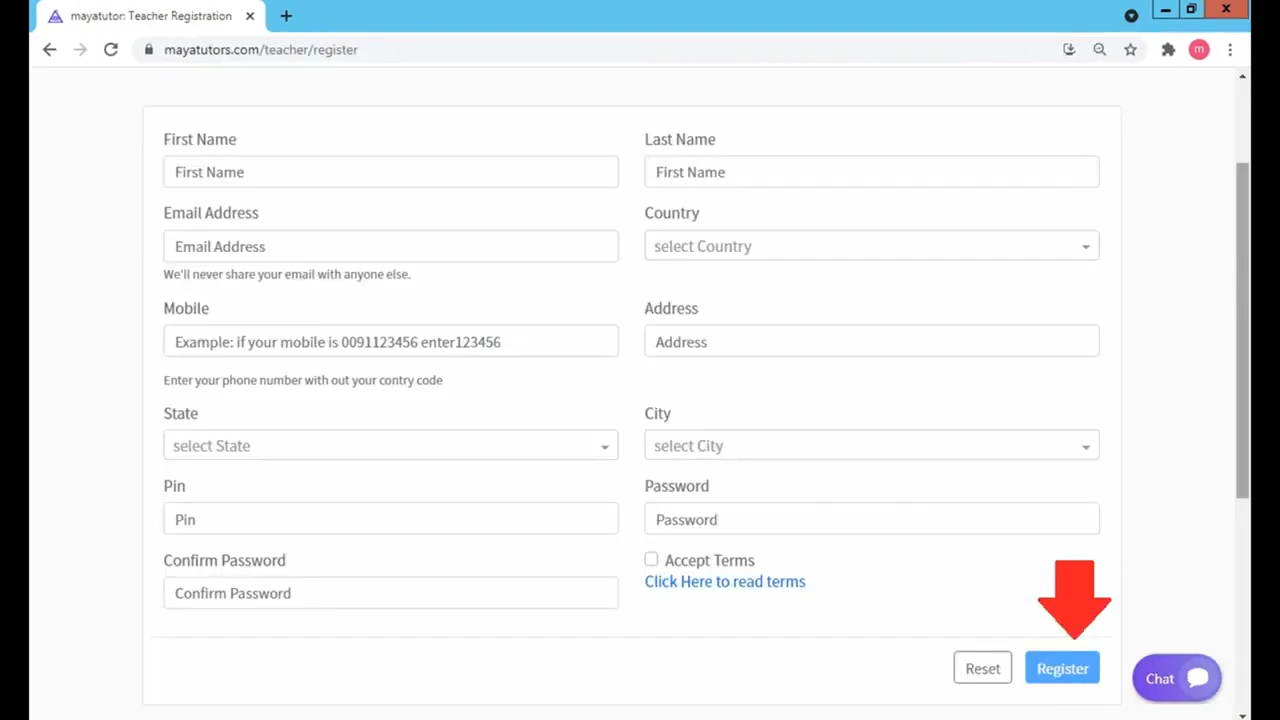 mayatutor: Teacher Registration
mayatutors.com/teacher/register
m
First Name
Last Name
First Name
First Name
Email Address
Country
Email Address
select Country
We'll never share your email with anyone else.
Mobile
Address
Example: if your mobile is 0091123456 enter123456
Address
Enter your phone number with out your contry code
State
City
select State
select City
Pin
Password
Pin
Password
Confirm Password
Accept Terms
Click Here to read terms
Confirm Password
Reset
Register
Chat